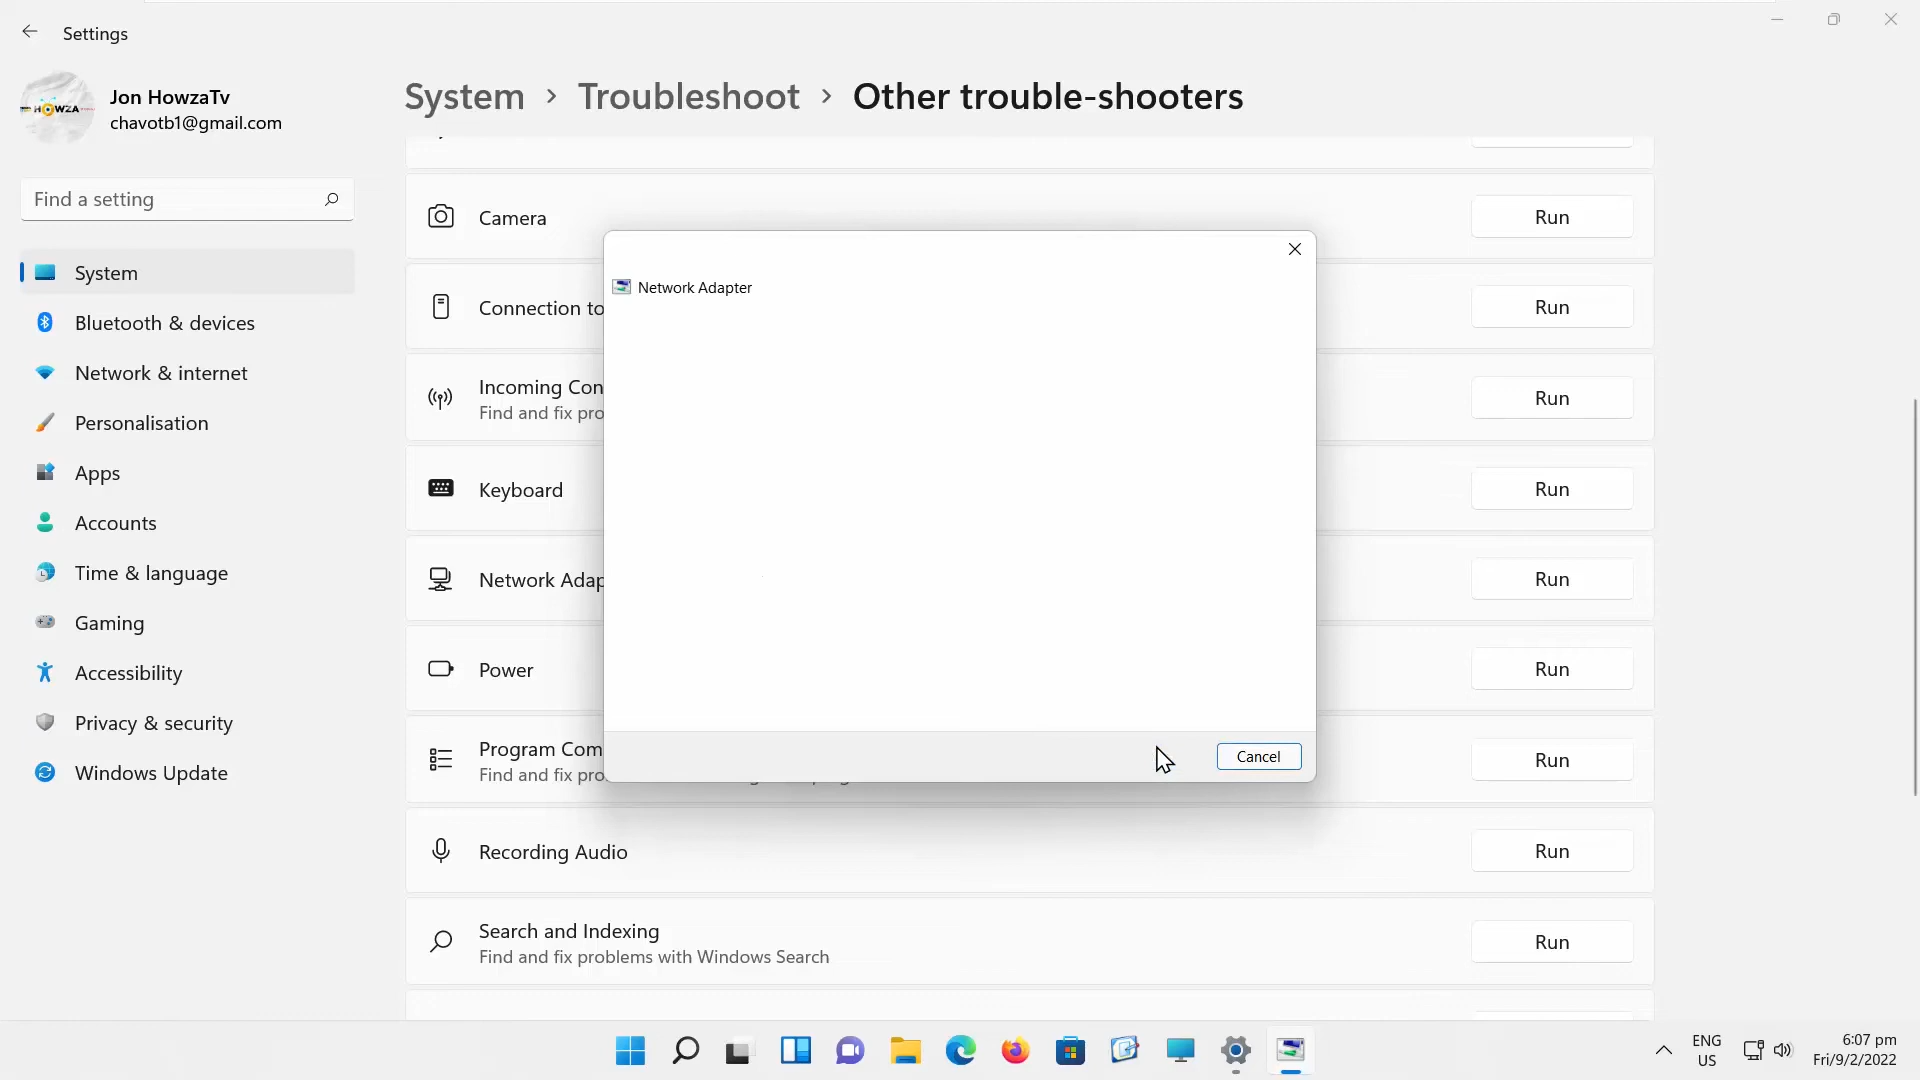 Settings
HOWZA
Jon HowzaTv
chavotb1@gmail.com
Find a setting
System
Bluetooth & devices
Network & internet
Personalisation
Apps
Accounts
Time & language
Gaming
Accessibility
Privacy & security
Windows Update
System > Troubleshoot > Other trouble-shooters
Camera
Run
Connection to
Run
Incoming Con
Find and fix pro
Run
Keyboard
Run
Network Adap
Run
Power
Run
Program Com
Find and fix pro
Run
Recording Audio
Run
Search and Indexing
Find and fix problems with Windows Search
Run
Network Adapter
Cancel
ENG
US
6:07 pm
Fri/9/2/2022